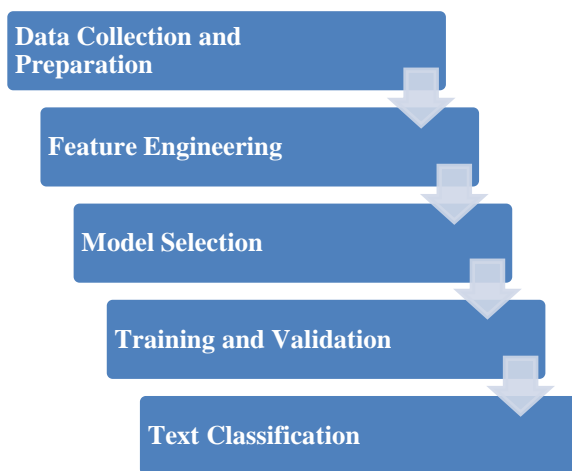 Data Collection and
Preparation
Feature Engineering
Model Selection
Training and Validation
Text Classification